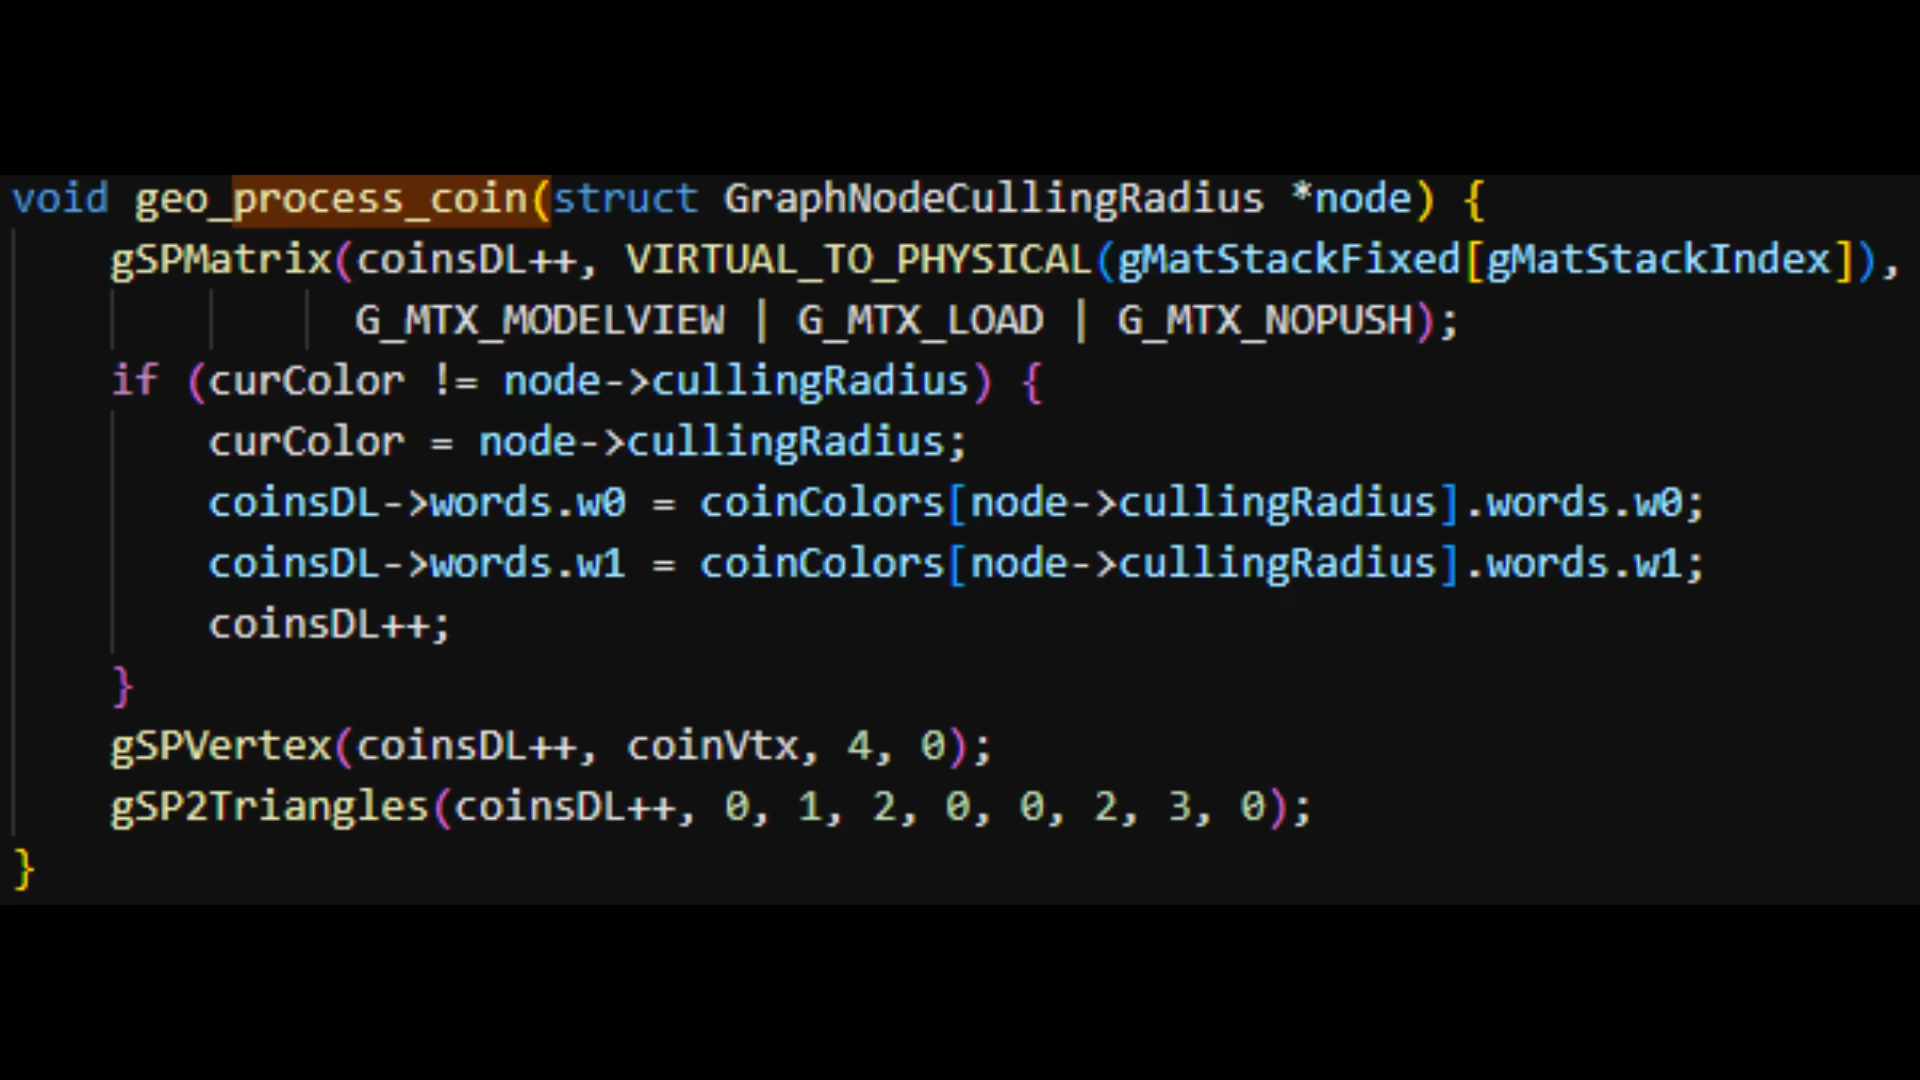 void geo_process_coin(struct GraphNodeCullingRadius *node) {
    gSPMatrix(coinsDL++, VIRTUAL_TO_PHYSICAL(gMatStackFixed[gMatStackIndex]),
              G_MTX_MODELVIEW | G_MTX_LOAD | G_MTX_NOPUSH);
    if (curColor != node->cullingRadius) {
        curColor = node->cullingRadius;
        coinsDL->words.w0 = coinColors[node->cullingRadius].words.w0;
        coinsDL->words.w1 = coinColors[node->cullingRadius].words.w1;
        coinsDL++;
    }
    gSPVertex(coinsDL++, coinVtx, 4, 0);
    gSP2Triangles(coinsDL++, 0, 1, 2, 0, 0, 2, 3, 0);
}